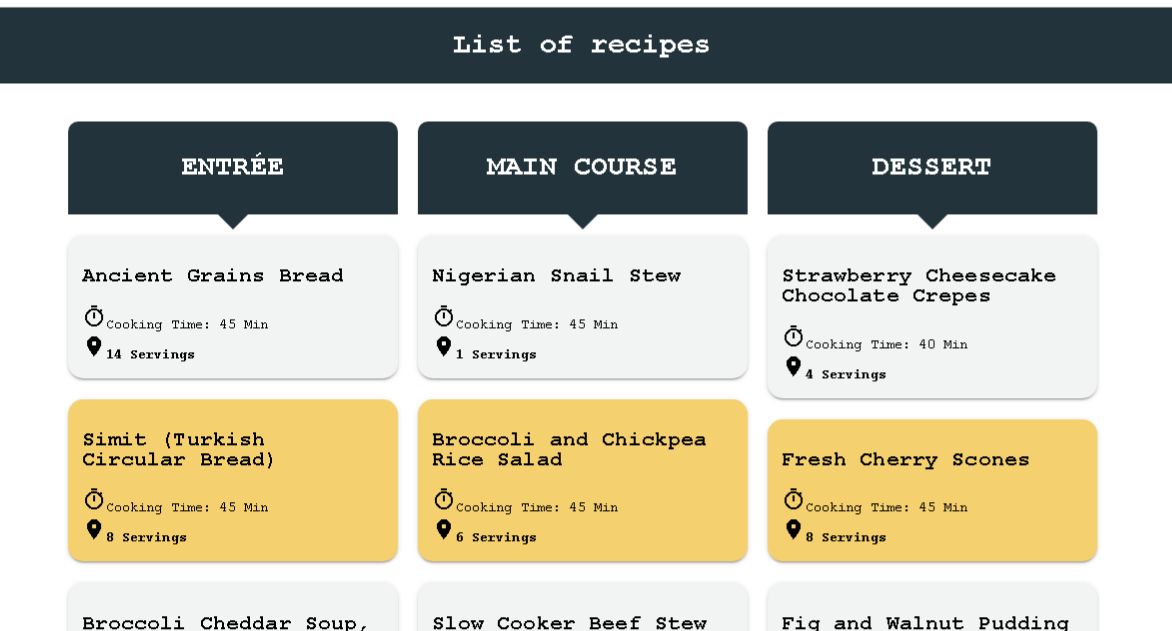 List of recipes
ENTRÉE
Ancient Grains Bread
Cooking Time: 45 Min
14 Servings
Simit (Turkish
Circular Bread)
Cooking Time: 45 Min
8 Servings
Broccoli Cheddar Soup,
MAIN COURSE
Nigerian Snail Stew
Cooking Time: 45 Min
1 Servings
Broccoli and Chickpea
Rice Salad
Cooking Time: 45 Min
6 Servings
Slow Cooker Beef Stew
DESSERT
Strawberry Cheesecake
Chocolate Crepes
Cooking Time: 40 Min
4 Servings
Fresh Cherry Scones
Cooking Time: 45 Min
8 Servings
Fig and Walnut Pudding